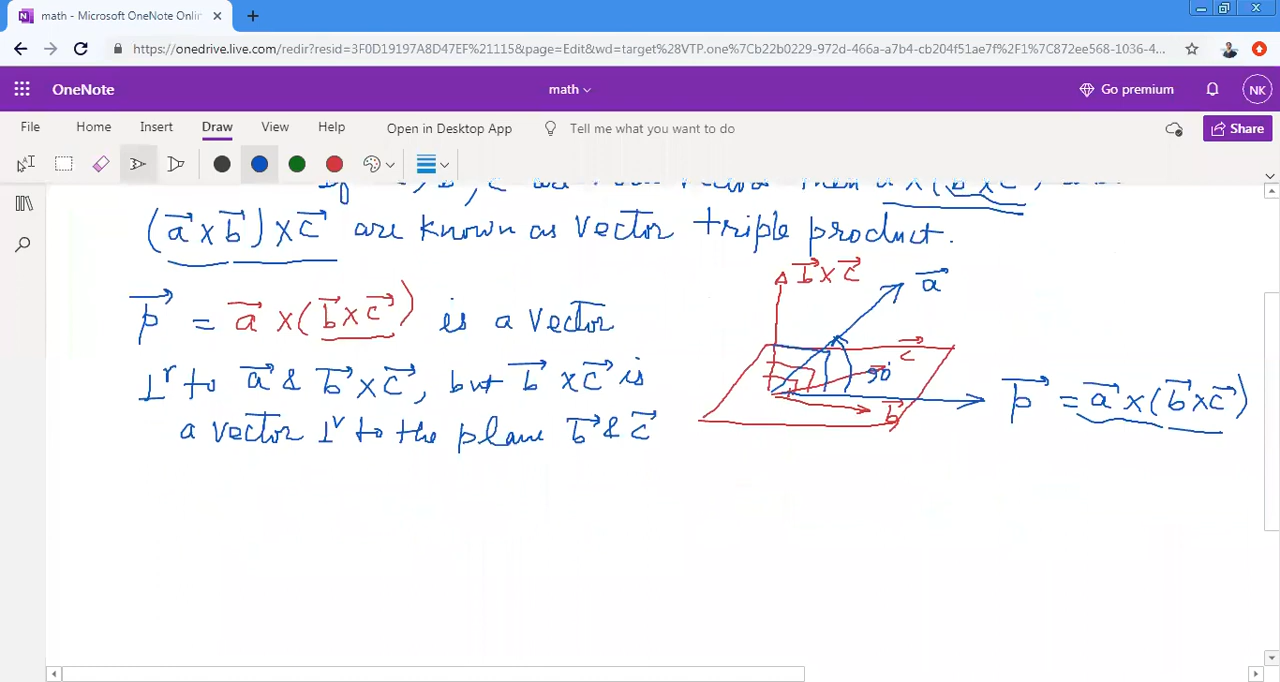 math - Microsoft OneNote Onlin
https://onedrive.live.com/redir?resid=3F0D19197A8D47EF%21115&page=Edit&wd=target%28VTP.one%7Cb22b0229-972d-466a-a7b4-cb204f51ae7f%2F1%7C872ee568-1036-4...
OneNote
math
Go premium
NK
File Home Insert Draw View Help Open in Desktop App Tell me what you want to do
Share
then a⃗ × (b⃗ × c⃗)
(a⃗ × b⃗) × c⃗ are known as vector triple product.
p⃗ = a⃗ × (b⃗ × c⃗) is a vector
⊥r to a⃗ & b⃗ × c⃗, but b⃗ × c⃗ is
a vector ⊥r to the plane b⃗ & c⃗
b⃗ × c⃗
a⃗
c⃗
90°
b⃗
p⃗ = a⃗ × (b⃗ × c⃗)